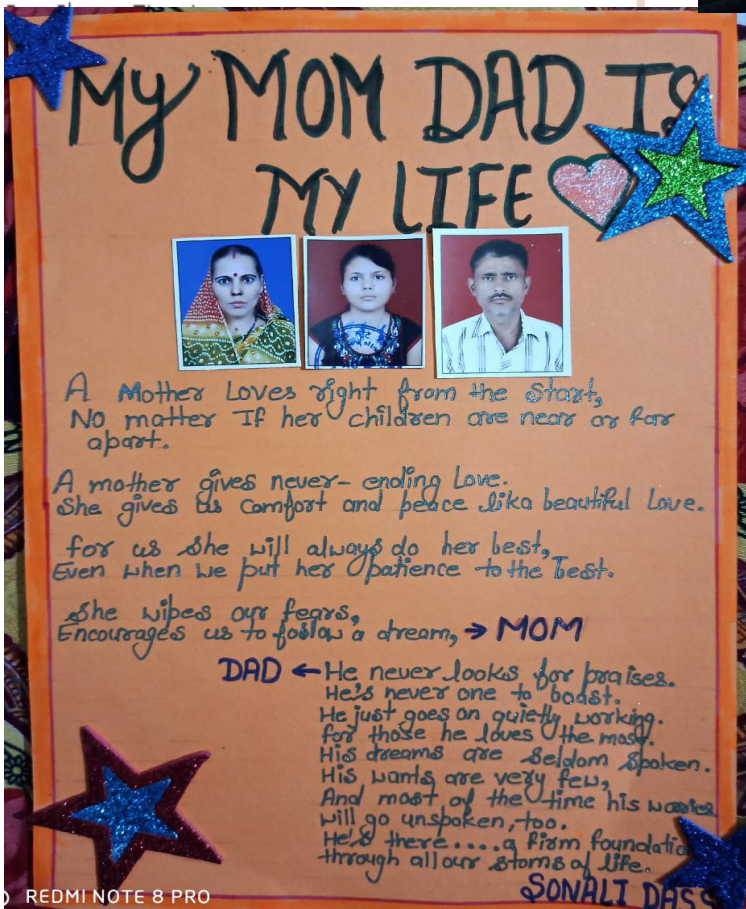 My MOM DAD IS
MY LIFE
A Mother Loves right from the Start,
No matter If her children are near or far
apart.
A mother gives never-ending Love.
She gives us comfort and peace lika beautiful Love.
for us she will always do her best,
Even when we put her patience to the Test.
She wipes our fears,
Encourages us to follow a dream, → MOM
DAD ← He never looks for praises.
He's never one to boast.
He just goes on quietly working.
for those he loves the most.
His dreams are seldom spoken.
His wants are very few,
And most of the time his worries
will go unspoken, too.
He's there.... a firm foundatio
through all our stoms of life.
SONALI DASS
REDMI NOTE 8 PRO